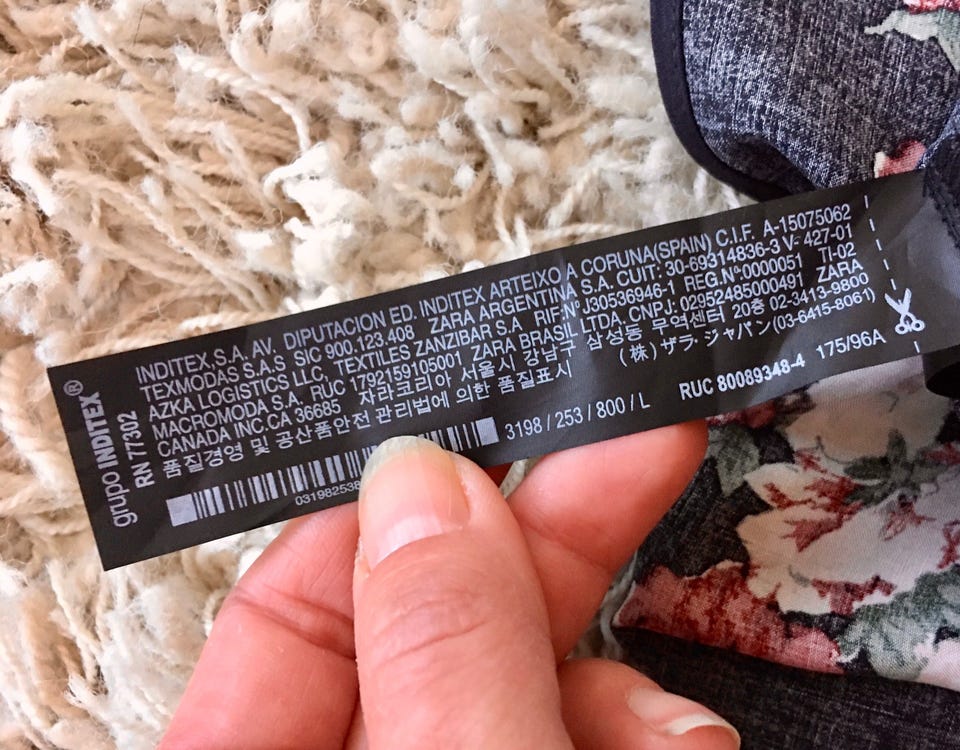 grupo INDITEX®
RN 77302
INDITEX,S.A. AV. DIPUTACION ED. INDITEX ARTEIXO A CORUNA(SPAIN) C.I.F. A-15075062
TEXMODAS S.A.S SIC 900.123.408 ZARA ARGENTINA S.A. CUIT: 30-69314836-3 V- 427-01
AZKA LOGISTICS LLC, TEXTILES ZANZIBAR S.A RIF:Nº J30536946-1 REG.Nº:0000051 TI-02
MACROMODA S.A. RUC 1792159105001 ZARA BRASIL LTDA. CNPJ.:02952485000491 ZARA
CANADA INC.CA 36685 자라코리아 서울시 강남구 삼성동 무역센터 20층 02-3413-9800
품질경영 및 공산품안전 관리법에 의한 품질표시 (株) ザラ・ジャパン(03-6415-8061)
031982538
3198 / 253 / 800 / L RUC 80089348-4 175/96A